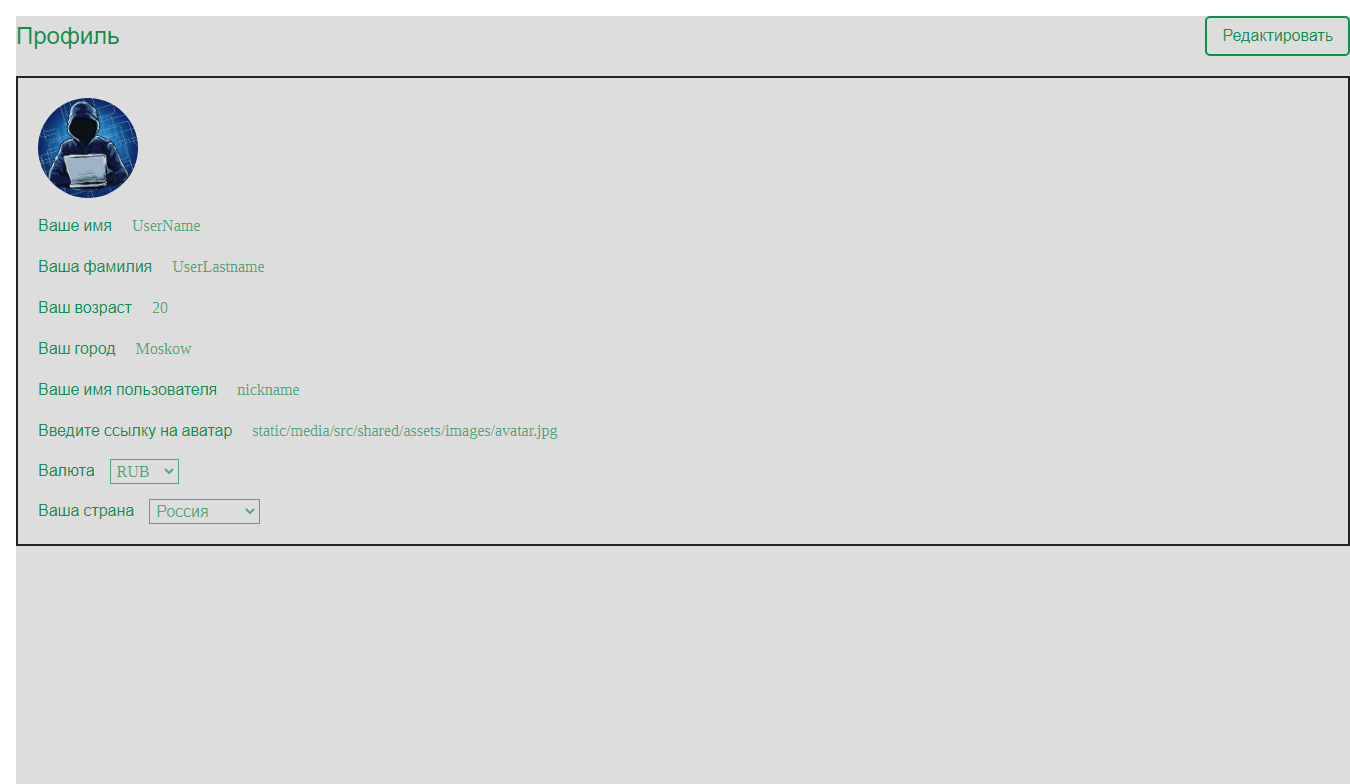 Профиль Редактировать
Ваше имя UserName
Ваша фамилия UserLastname
Ваш возраст 20
Ваш город Moskow
Ваше имя пользователя nickname
Введите ссылку на аватар static/media/src/shared/assets/images/avatar.jpg
Валюта RUB
Ваша страна Россия